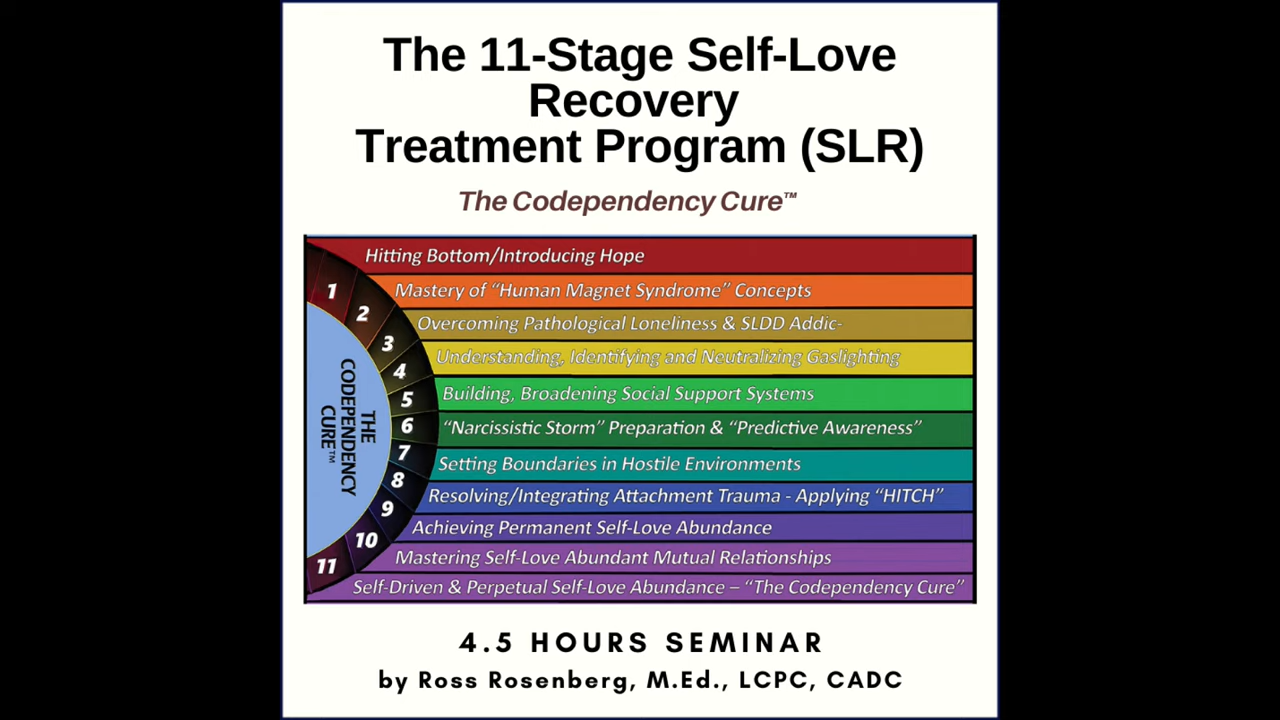 The 11-Stage Self-Love
Recovery
Treatment Program (SLR)
The Codependency Cure™
1 Hitting Bottom/Introducing Hope
2 Mastery of “Human Magnet Syndrome” Concepts
3 Overcoming Pathological Loneliness & SLDD Addic-
4 Understanding, Identifying and Neutralizing Gaslighting
5 Building, Broadening Social Support Systems
6 “Narcissistic Storm” Preparation & “Predictive Awareness”
7 Setting Boundaries in Hostile Environments
8 Resolving/Integrating Attachment Trauma - Applying “HITCH”
9 Achieving Permanent Self-Love Abundance
10 Mastering Self-Love Abundant Mutual Relationships
11 Self-Driven & Perpetual Self-Love Abundance – “The Codependency Cure”
THE
CODEPENDENCY
CURE™
4.5 HOURS SEMINAR
by Ross Rosenberg, M.Ed., LCPC, CADC